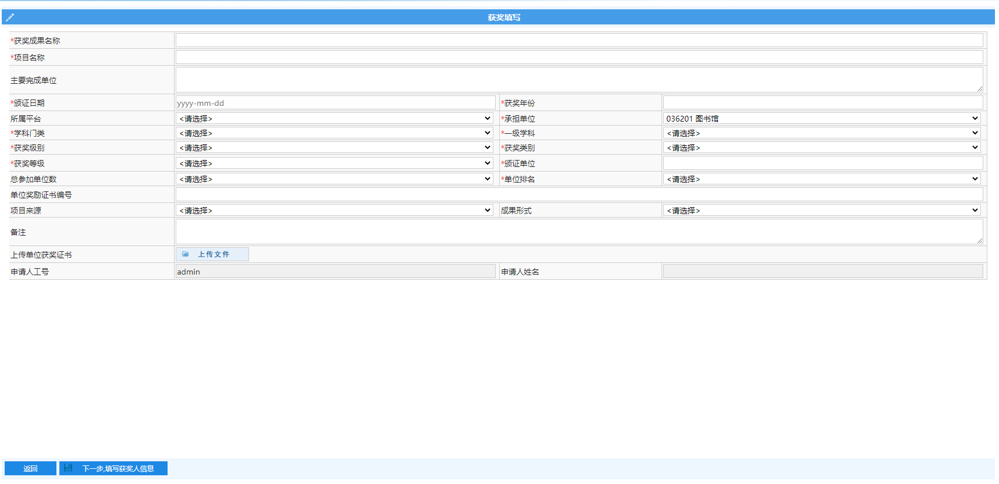 获奖填写
*获奖成果名称
*项目名称
主要完成单位
*颁证日期 yyyy-mm-dd *获奖年份
所属平台 <请选择> *承担单位 036201 图书馆
*学科门类 <请选择> *一级学科 <请选择>
*获奖级别 <请选择> *获奖类别 <请选择>
*获奖等级 <请选择> *颁证单位
总参加单位数 <请选择> *单位排名 <请选择>
单位奖励证书编号
项目来源 <请选择> 成果形式 <请选择>
备注
上传单位获奖证书 上传文件
申请人工号 admin 申请人姓名
返回 下一步,填写获奖人信息